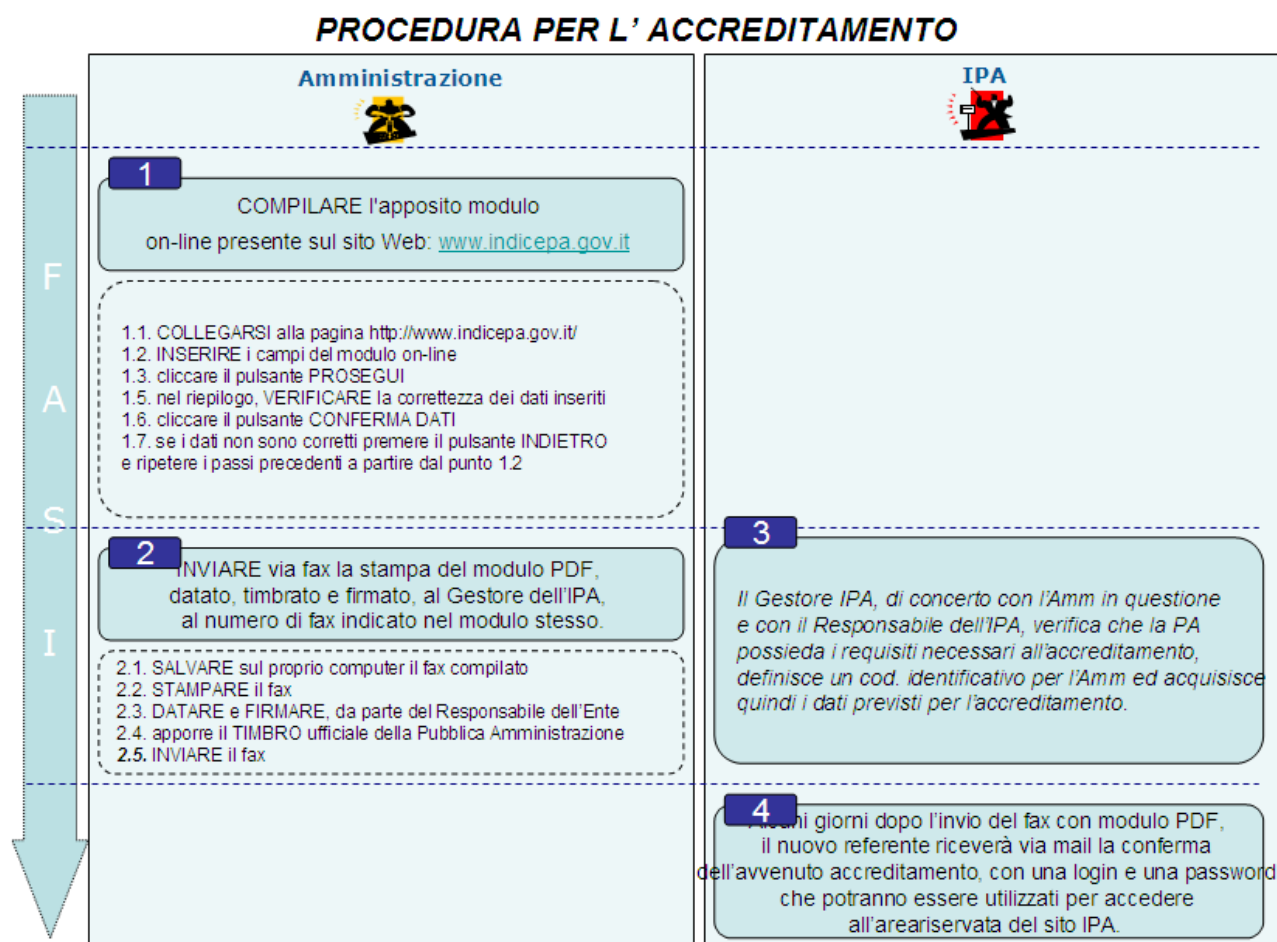 PROCEDURA PER L' ACCREDITAMENTO
Amministrazione
IPA
F
A
S
I
1
COMPILARE l'apposito modulo
on-line presente sul sito Web: www.indicepa.gov.it
1.1. COLLEGARSI alla pagina http://www.indicepa.gov.it/
1.2. INSERIRE i campi del modulo on-line
1.3. cliccare il pulsante PROSEGUI
1.5. nel riepilogo, VERIFICARE la correttezza dei dati inseriti
1.6. cliccare il pulsante CONFERMA DATI
1.7. se i dati non sono corretti premere il pulsante INDIETRO
e ripetere i passi precedenti a partire dal punto 1.2
2
INVIARE via fax la stampa del modulo PDF,
datato, timbrato e firmato, al Gestore dell'IPA,
al numero di fax indicato nel modulo stesso.
2.1. SALVARE sul proprio computer il fax compilato
2.2. STAMPARE il fax
2.3. DATARE e FIRMARE, da parte del Responsabile dell'Ente
2.4. apporre il TIMBRO ufficiale della Pubblica Amministrazione
2.5. INVIARE il fax
3
Il Gestore IPA, di concerto con l'Amm in questione
e con il Responsabile dell'IPA, verifica che la PA
possieda i requisiti necessari all'accreditamento,
definisce un cod. identificativo per l'Amm ed acquisisce
quindi i dati previsti per l'accreditamento.
4
Alcuni giorni dopo l'invio del fax con modulo PDF,
il nuovo referente riceverà via mail la conferma
dell'avvenuto accreditamento, con una login e una password
che potranno essere utilizzati per accedere
all'areariservata del sito IPA.